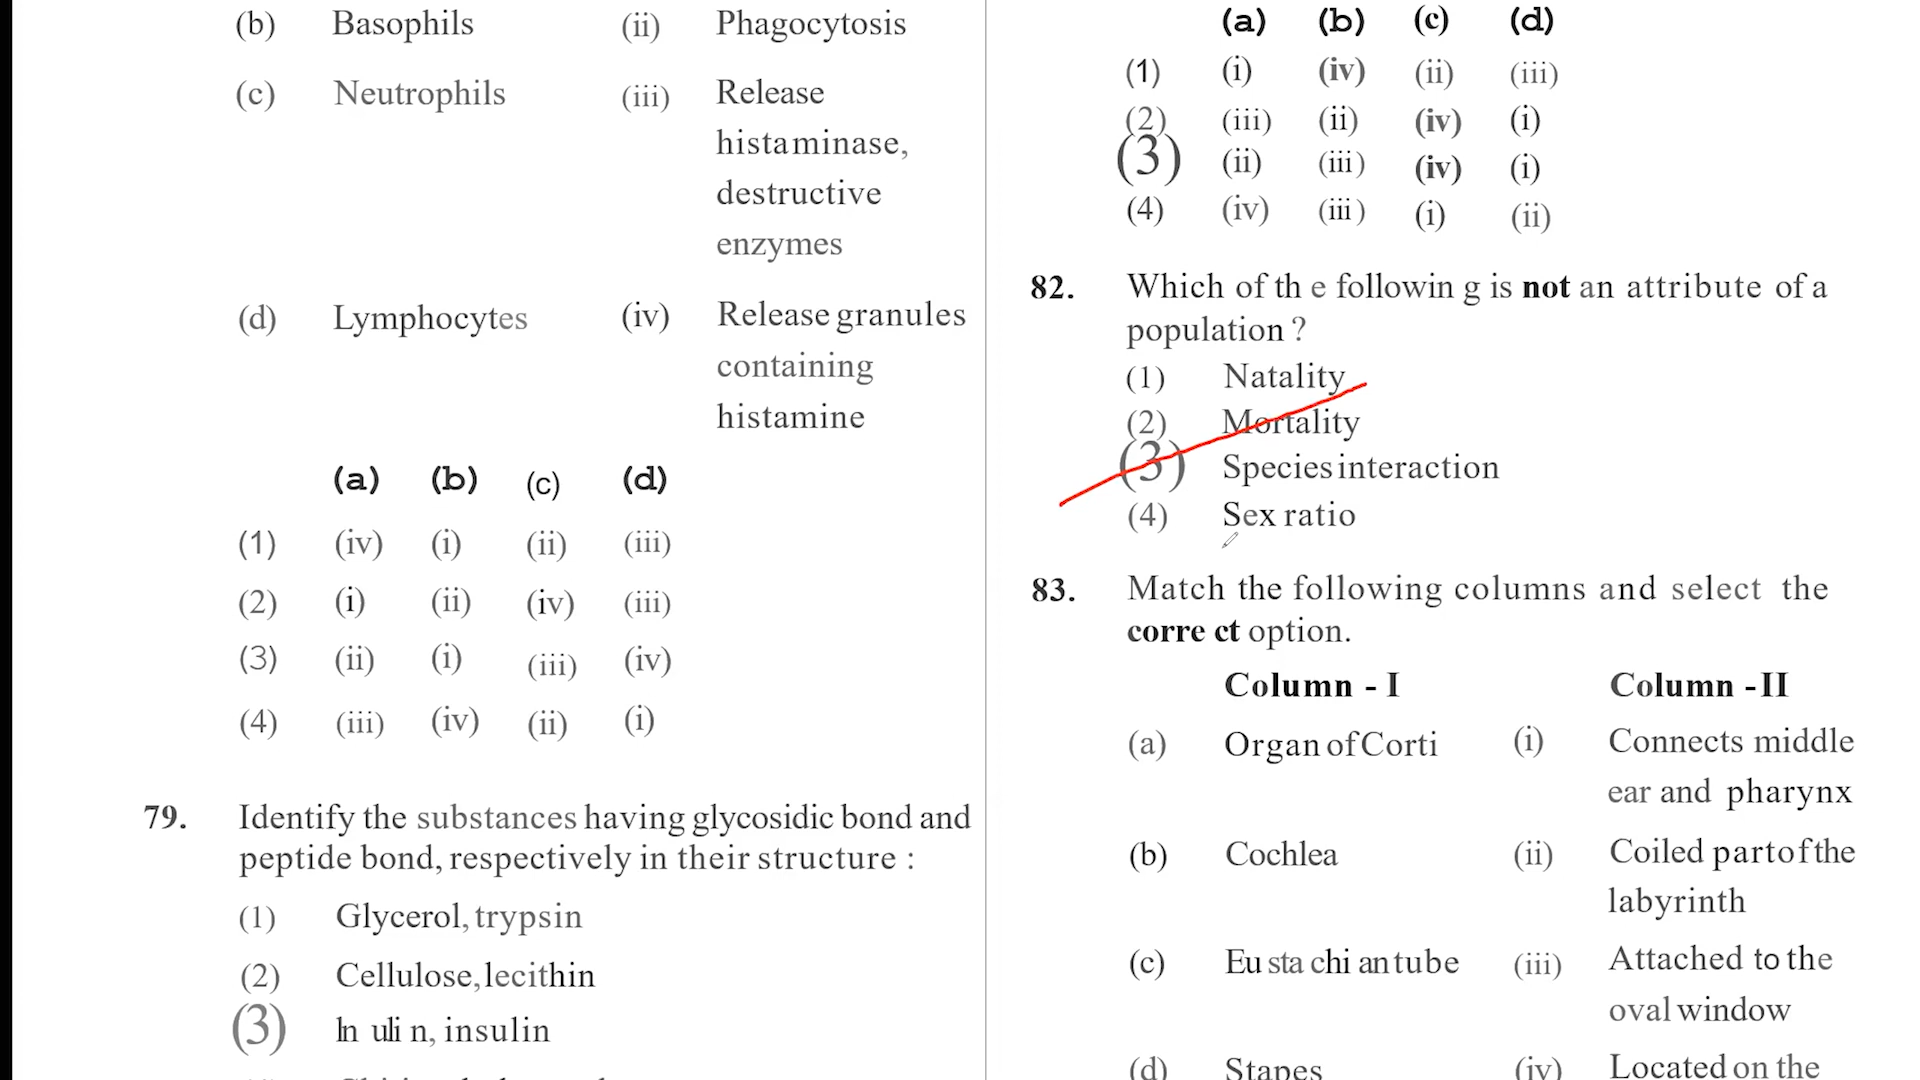 (b) Basophils (ii) Phagocytosis
(c) Neutrophils (iii) Release
histaminase,
destructive
enzymes
(d) Lymphocytes (iv) Release granules
containing
histamine
(a) (b) (c) (d)
(1) (iv) (i) (ii) (iii)
(2) (i) (ii) (iv) (iii)
(3) (ii) (i) (iii) (iv)
(4) (iii) (iv) (ii) (i)
79. Identify the substances having glycosidic bond and
peptide bond, respectively in their structure :
(1) Glycerol, trypsin
(2) Cellulose, lecithin
(3) In uli n, insulin
(a) (b) (c) (d)
(1) (i) (iv) (ii) (iii)
(2) (iii) (ii) (iv) (i)
(3) (ii) (iii) (iv) (i)
(4) (iv) (iii) (i) (ii)
82. Which of th e followin g is not an attribute of a
population ?
(1) Natality
(2) Mortality
(3) Species interaction
(4) Sex ratio
83. Match the following columns and select the
corre ct option.
Column - I Column - II
(a) Organ of Corti (i) Connects middle
ear and pharynx
(b) Cochlea (ii) Coiled part of the
labyrinth
(c) Eu sta chi an tube (iii) Attached to the
oval window
(d) Stapes (iv) Located on the